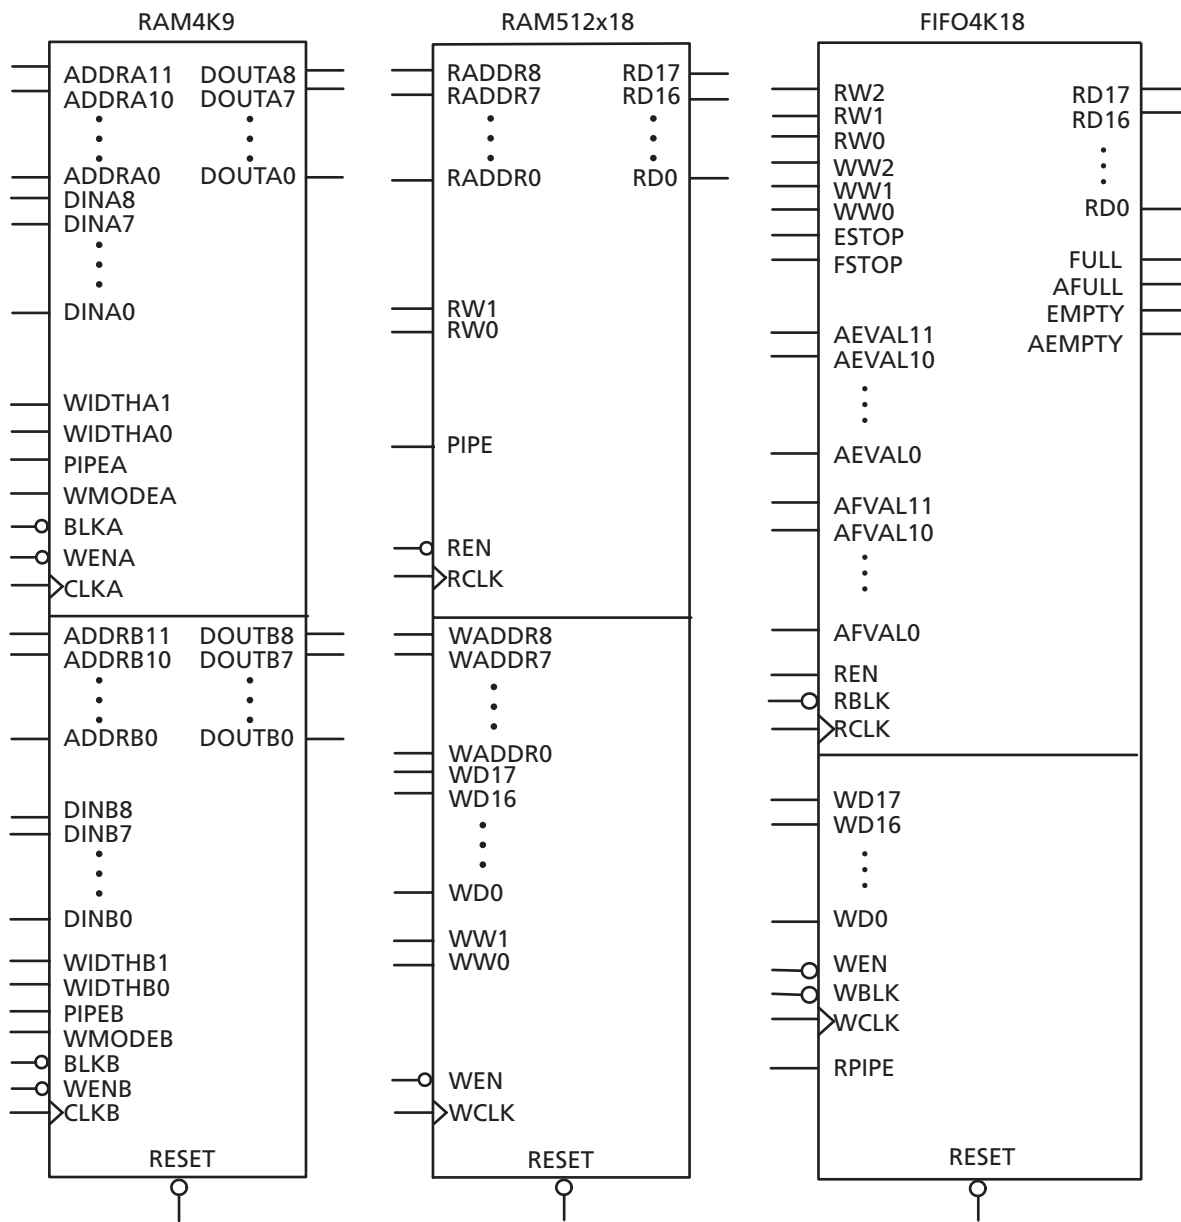 RAM4K9
ADDRA11 DOUTA8
ADDRA10 DOUTA7
ADDRA0 DOUTA0
DINA8
DINA7
DINA0
WIDTHA1
WIDTHA0
PIPEA
WMODEA
BLKA
WENA
CLKA
ADDRB11 DOUTB8
ADDRB10 DOUTB7
ADDRB0 DOUTB0
DINB8
DINB7
DINB0
WIDTHB1
WIDTHB0
PIPEB
WMODEB
BLKB
WENB
CLKB
RESET
RAM512x18
RADDR8 RD17
RADDR7 RD16
RADDR0 RD0
RW1
RW0
PIPE
REN
RCLK
WADDR8
WADDR7
WADDR0
WD17
WD16
WD0
WW1
WW0
WEN
WCLK
RESET
FIFO4K18
RW2 RD17
RW1 RD16
RW0
WW2
WW1
WW0 RD0
ESTOP
FSTOP FULL
AFULL
EMPTY
AEVAL11 AEMPTY
AEVAL10
AEVAL0
AFVAL11
AFVAL10
AFVAL0
REN
RBLK
RCLK
WD17
WD16
WD0
WEN
WBLK
WCLK
RPIPE
RESET